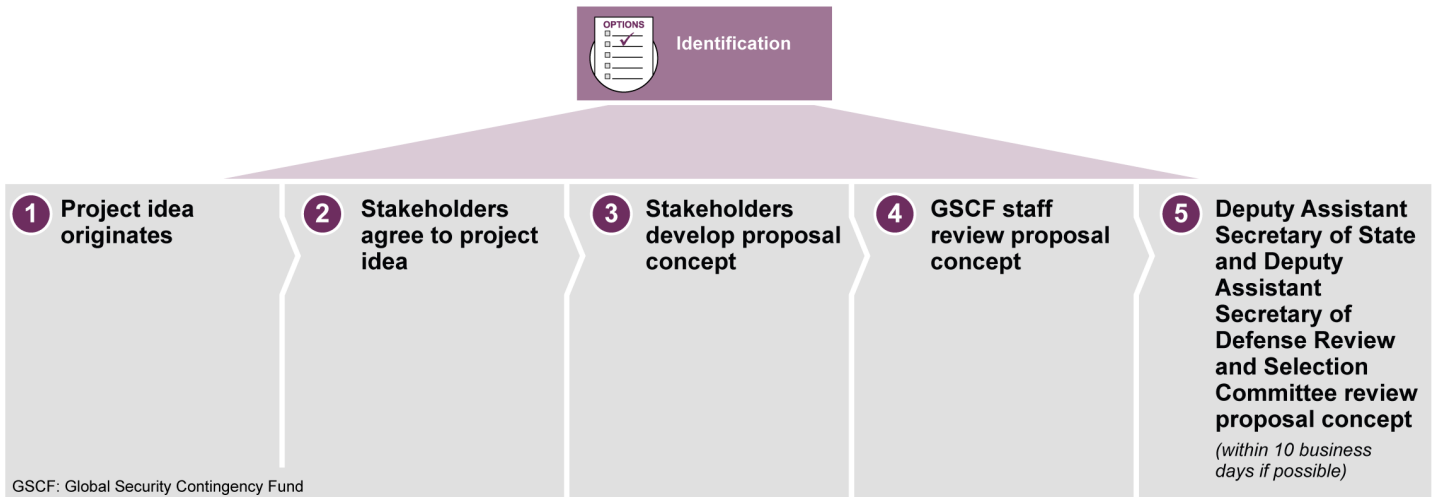 OPTIONS
Identification
1 Project idea
originates
2 Stakeholders
agree to project
idea
3 Stakeholders
develop proposal
concept
4 GSCF staff
review proposal
concept
5 Deputy Assistant
Secretary of State
and Deputy
Assistant
Secretary of
Defense Review
and Selection
Committee review
proposal concept
(within 10 business
days if possible)
GSCF: Global Security Contingency Fund